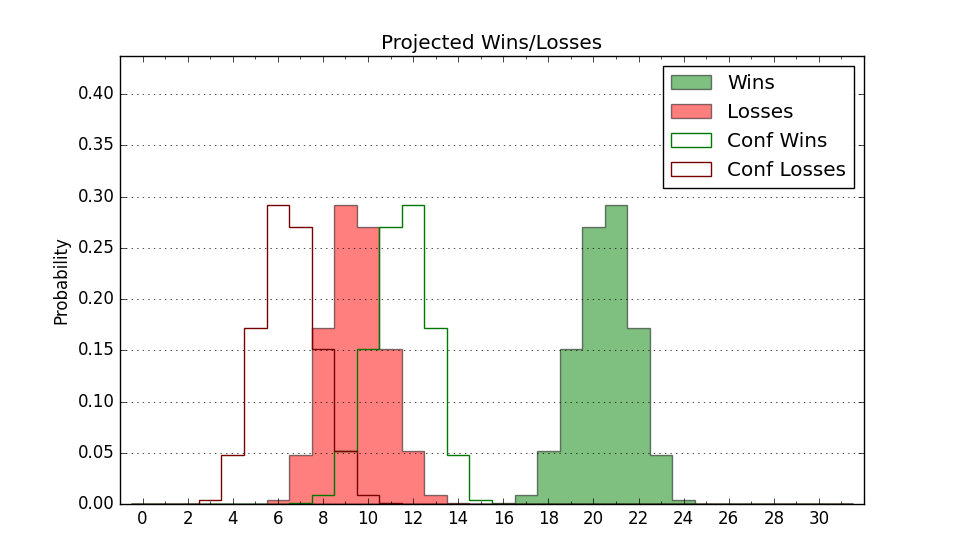 Projected Wins/Losses
Wins
Losses
Conf Wins
Conf Losses
Probability
0.40
0.35
0.30
0.25
0.20
0.15
0.10
0.05
0.00
0 2 4 6 8 10 12 14 16 18 20 22 24 26 28 30